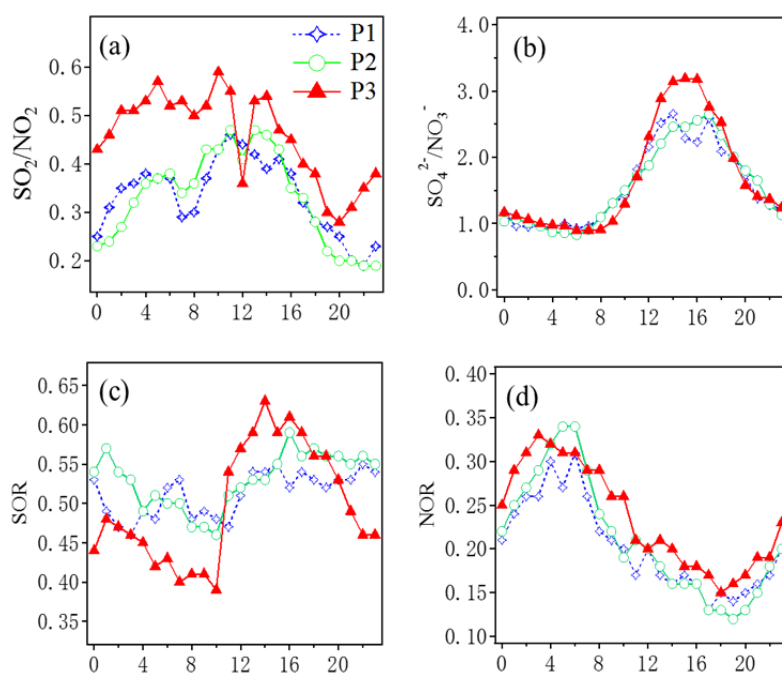 (a)
P1
P2
P3
SO₂/NO₂
0.6
0.5
0.4
0.3
0.2
0 4 8 12 16 20
(b)
SO₄²⁻/NO₃⁻
4.0
3.0
2.0
1.0
0.0
0 4 8 12 16 20
(c)
SOR
0.65
0.60
0.55
0.50
0.45
0.40
0.35
0 4 8 12 16 20
(d)
NOR
0.40
0.35
0.30
0.25
0.20
0.15
0.10
0 4 8 12 16 20